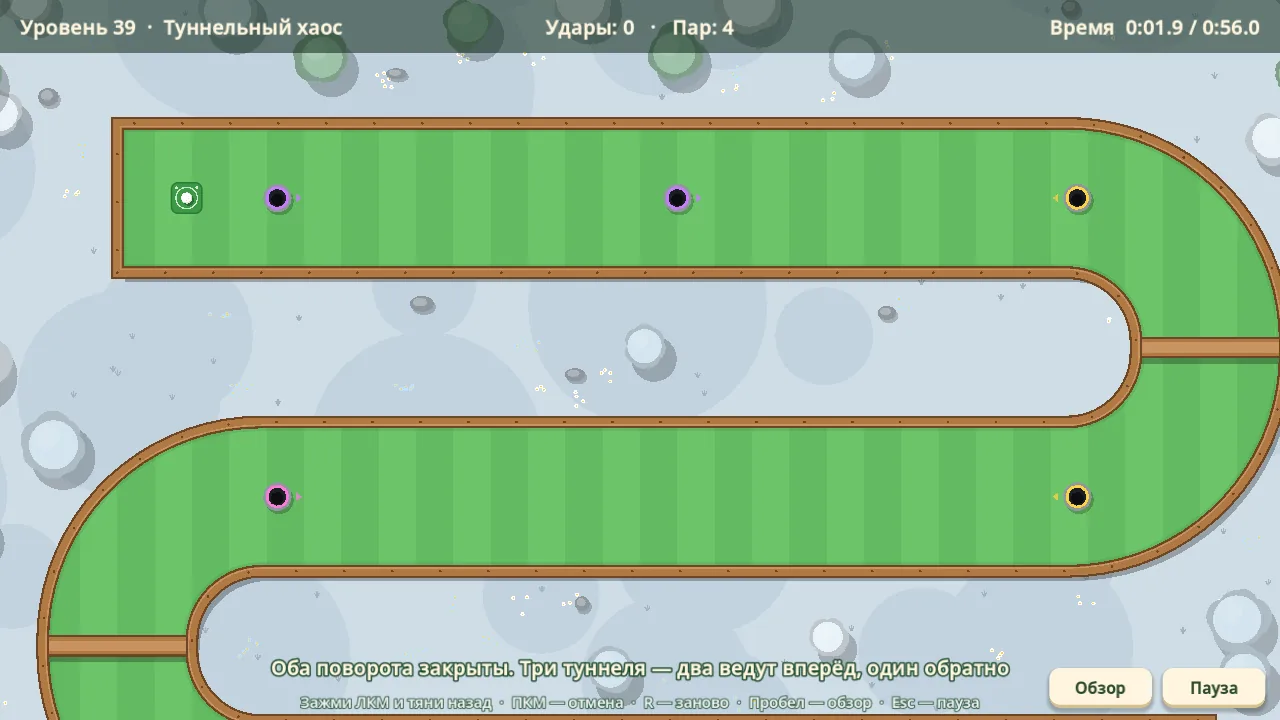 Уровень 39 · Туннельный хаос
Удары: 0 · Пар: 4
Время 0:01.9 / 0:56.0
Оба поворота закрыты. Три туннеля — два ведут вперёд, один обратно
Зажми ЛКМ и тяни назад · ПКМ — отмена · R — заново · Пробел — обзор · Esc — пауза
Обзор
Пауза